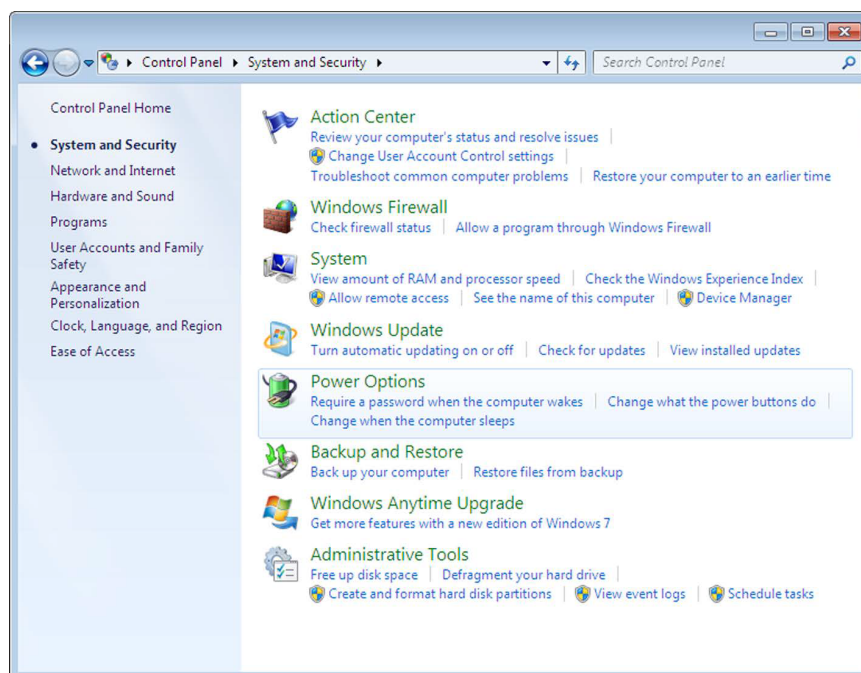 Control Panel System and Security Search Control Panel
Control Panel Home
System and Security
Network and Internet
Hardware and Sound
Programs
User Accounts and Family
Safety
Appearance and
Personalization
Clock, Language, and Region
Ease of Access
Action Center
Review your computer's status and resolve issues
Change User Account Control settings
Troubleshoot common computer problems Restore your computer to an earlier time
Windows Firewall
Check firewall status Allow a program through Windows Firewall
System
View amount of RAM and processor speed Check the Windows Experience Index
Allow remote access See the name of this computer Device Manager
Windows Update
Turn automatic updating on or off Check for updates View installed updates
Power Options
Require a password when the computer wakes Change what the power buttons do
Change when the computer sleeps
Backup and Restore
Back up your computer Restore files from backup
Windows Anytime Upgrade
Get more features with a new edition of Windows 7
Administrative Tools
Free up disk space Defragment your hard drive
Create and format hard disk partitions View event logs Schedule tasks